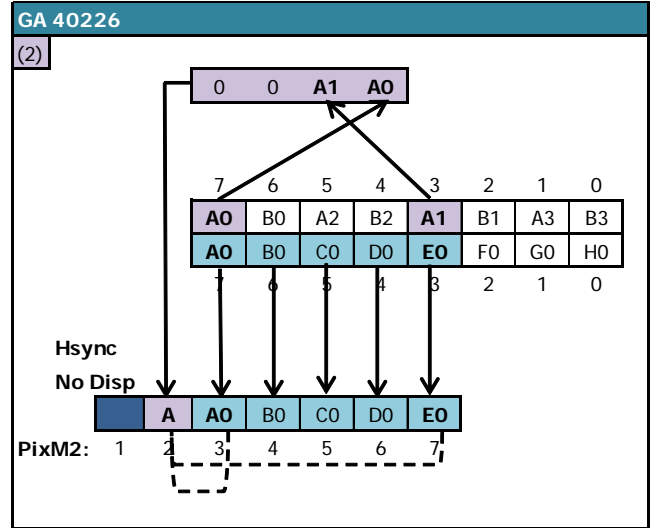 GA 40226
(2)
0 0 A1 A0
7 6 5 4 3 2 1 0
A0 B0 A2 B2 A1 B1 A3 B3
A0 B0 C0 D0 E0 F0 G0 H0
7 6 5 4 3 2 1 0
Hsync
No Disp
A A0 B0 C0 D0 E0
PixM2: 1 2 3 4 5 6 7